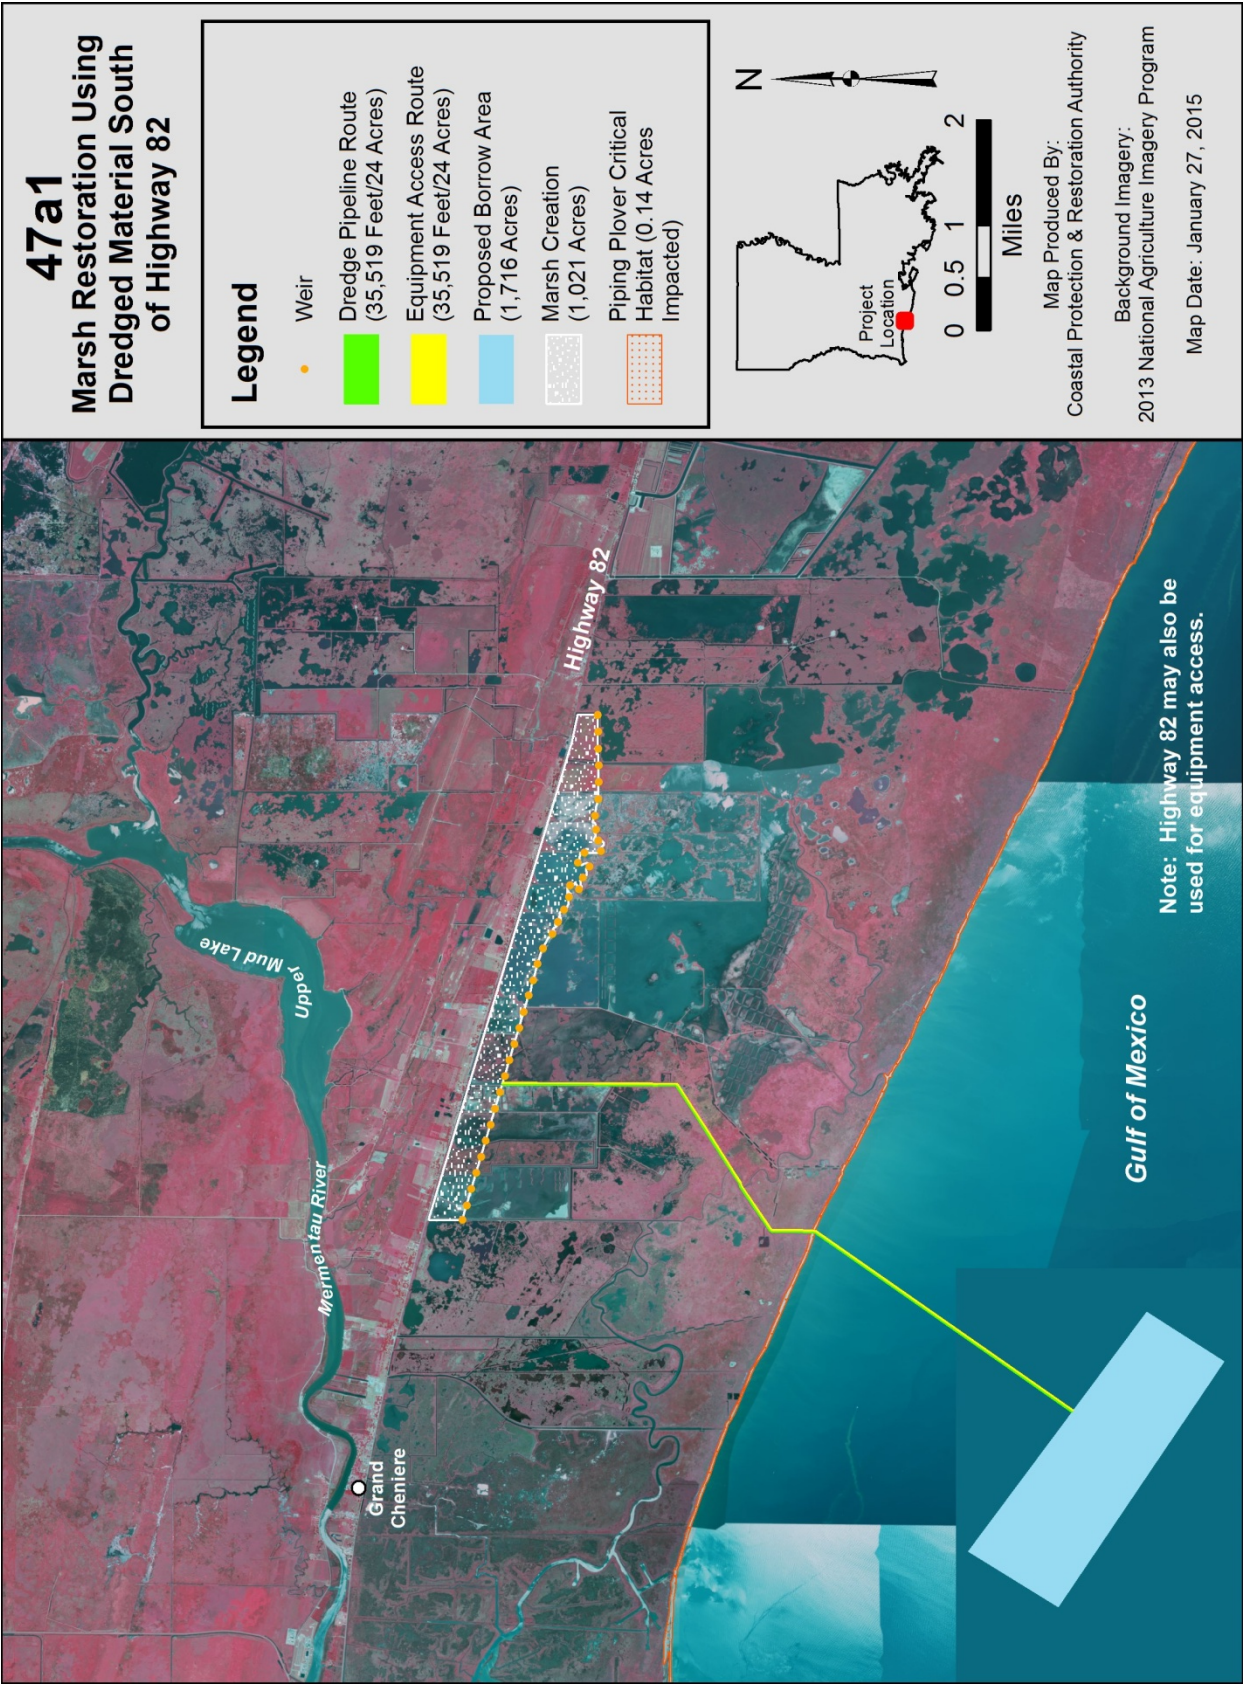 47a1
Marsh Restoration Using
Dredged Material South
of Highway 82
Legend
Weir
Dredge Pipeline Route
(35,519 Feet/24 Acres)
Equipment Access Route
(35,519 Feet/24 Acres)
Proposed Borrow Area
(1,716 Acres)
Marsh Creation
(1,021 Acres)
Piping Plover Critical
Habitat (0.14 Acres
Impacted)
N
Project
Location
0 0.5 1 2
Miles
Map Produced By:
Coastal Protection & Restoration Authority
Background Imagery:
2013 National Agriculture Imagery Program
Map Date: January 27, 2015
Upper Mud Lake
Mermentau River
Highway 82
Grand
Cheniere
Gulf of Mexico
Note: Highway 82 may also be
used for equipment access.